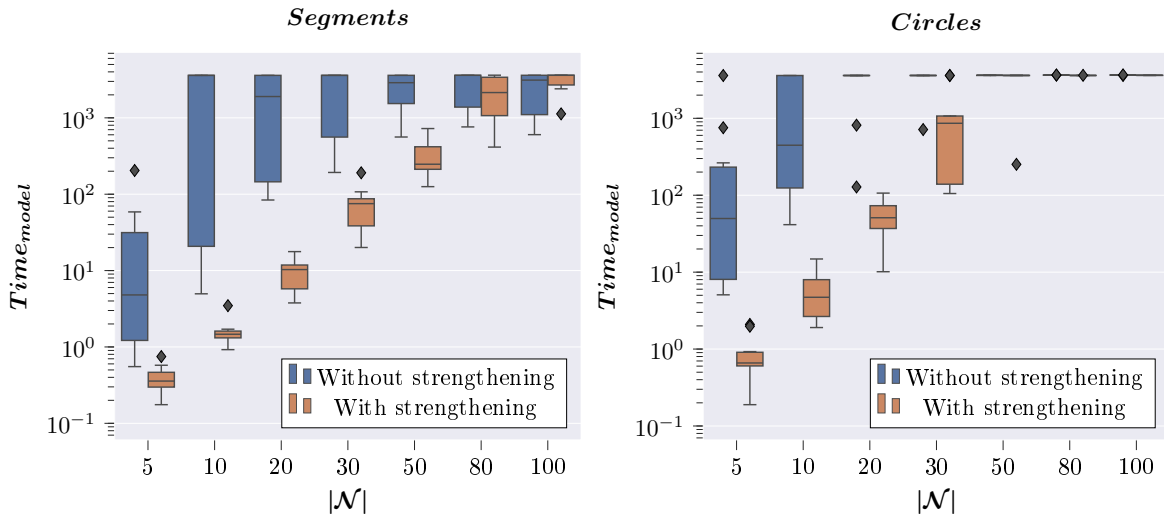 Segments
Time_model
10^3
10^2
10^1
10^0
10^−1
Without strengthening
With strengthening
5 10 20 30 50 80 100
|𝒩|
Circles
Time_model
10^3
10^2
10^1
10^0
10^−1
Without strengthening
With strengthening
5 10 20 30 50 80 100
|𝒩|